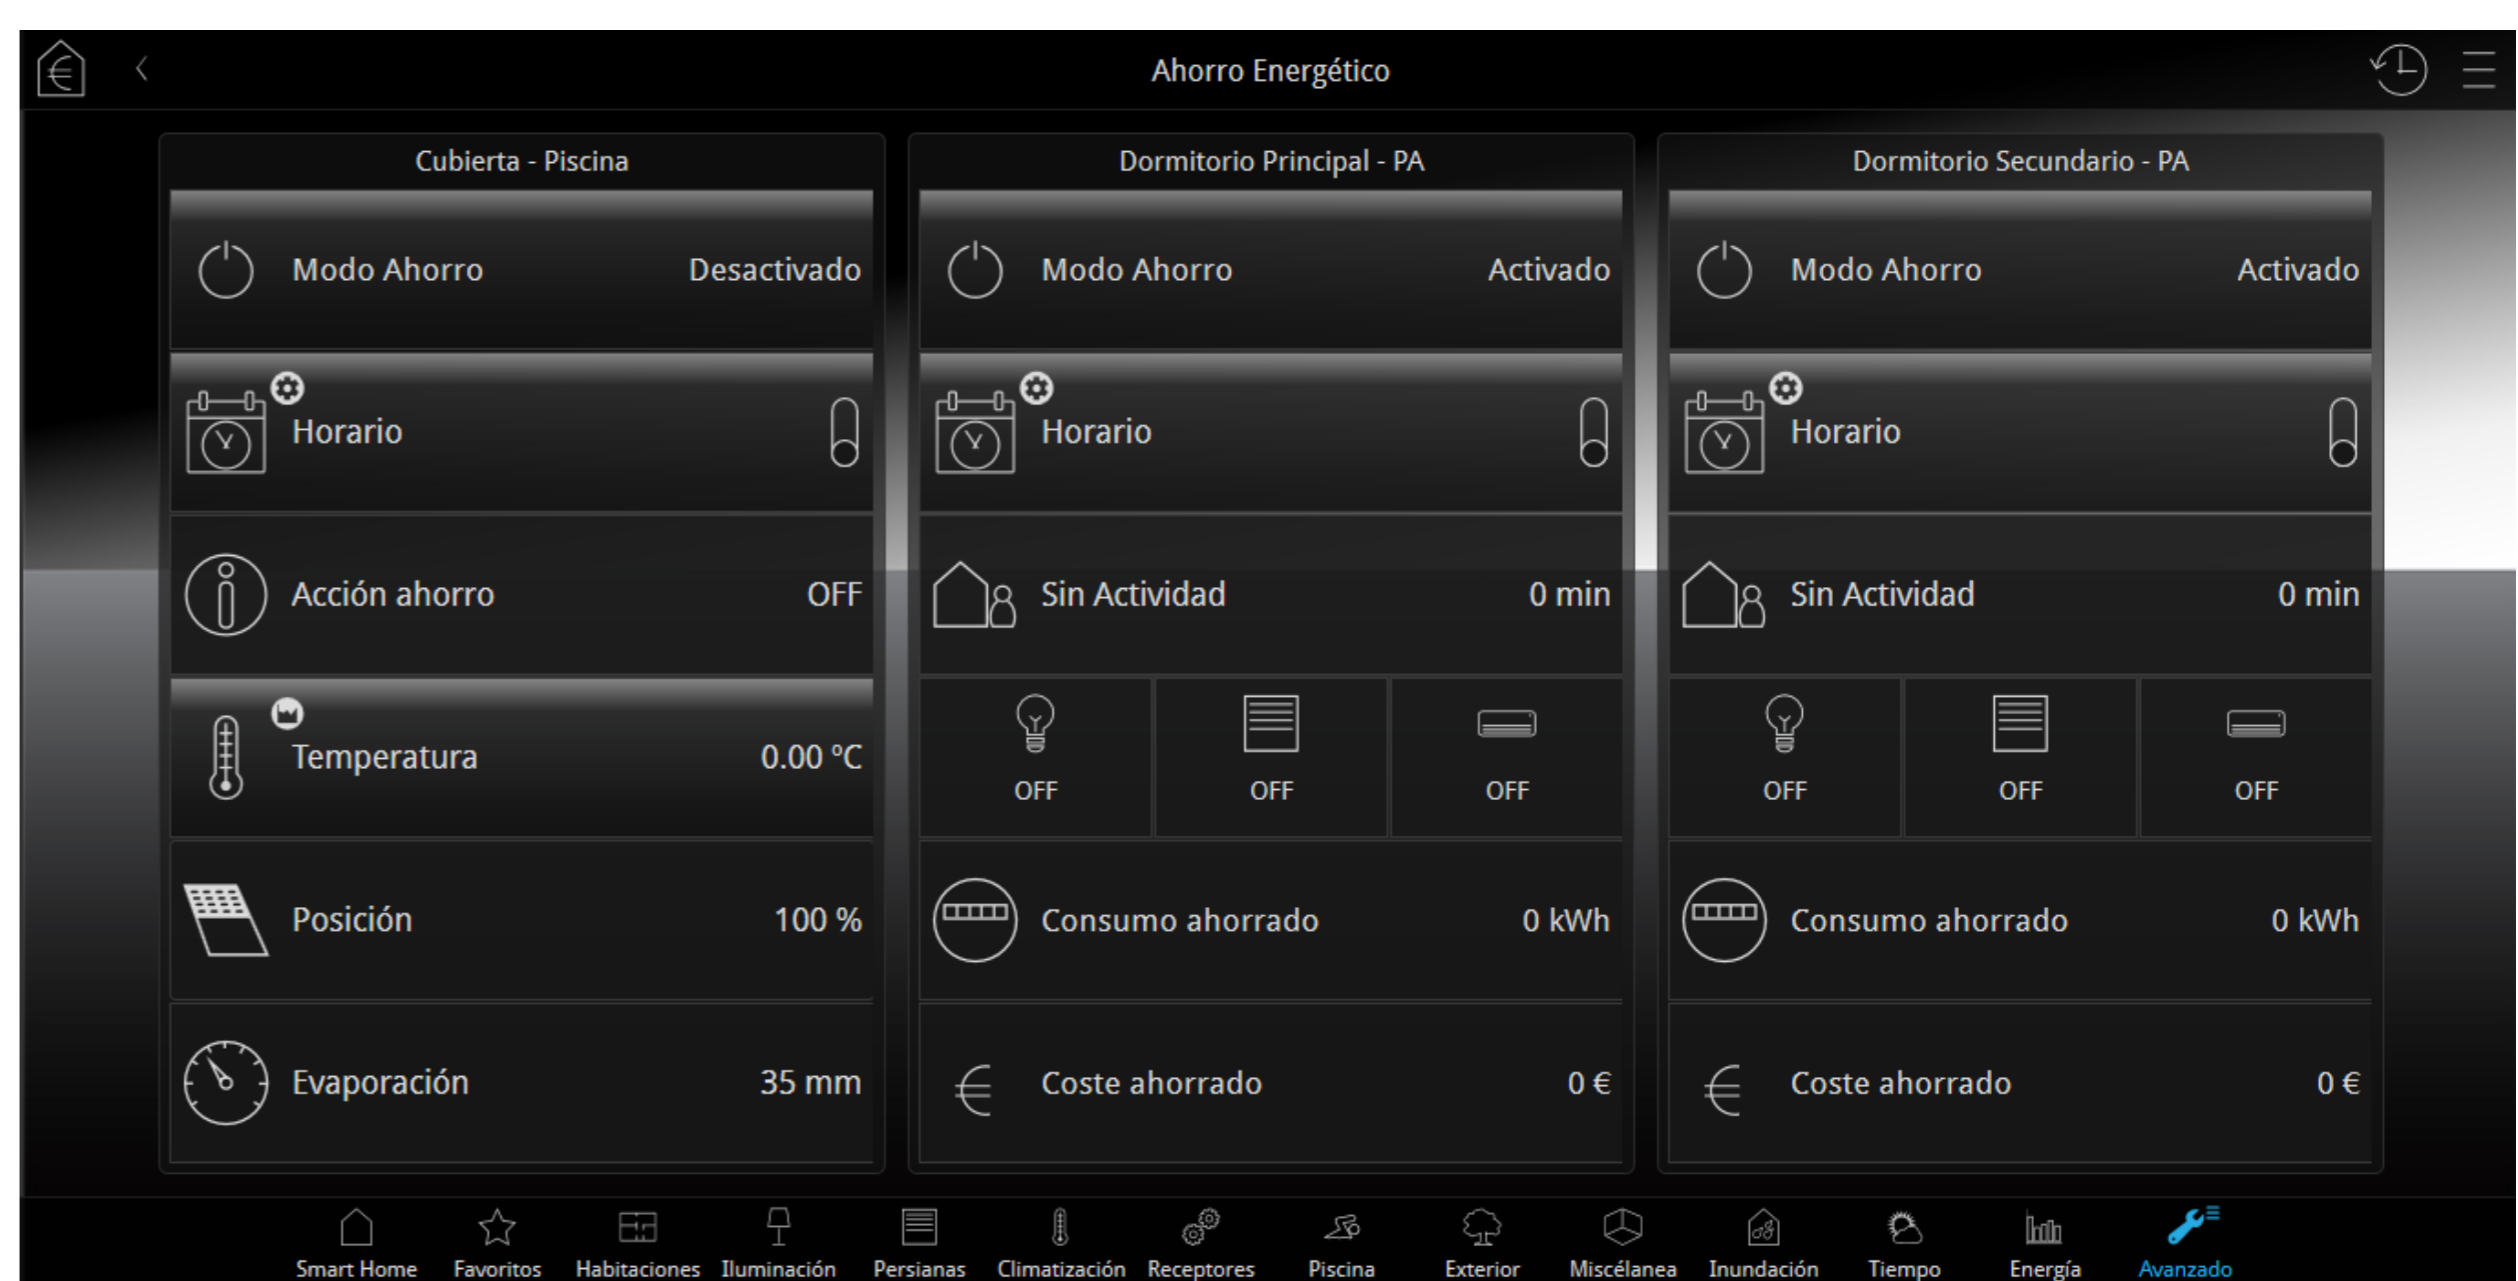 Ahorro Energético
Cubierta - Piscina
Modo Ahorro Desactivado
Horario
Acción ahorro OFF
Temperatura 0.00 ºC
Posición 100 %
Evaporación 35 mm
Dormitorio Principal - PA
Modo Ahorro Activado
Horario
Sin Actividad 0 min
OFF OFF OFF
Consumo ahorrado 0 kWh
Coste ahorrado 0 €
Dormitorio Secundario - PA
Modo Ahorro Activado
Horario
Sin Actividad 0 min
OFF OFF OFF
Consumo ahorrado 0 kWh
Coste ahorrado 0 €
Smart Home Favoritos Habitaciones Iluminación Persianas Climatización Receptores Piscina Exterior Miscélanea Inundación Tiempo Energía Avanzado